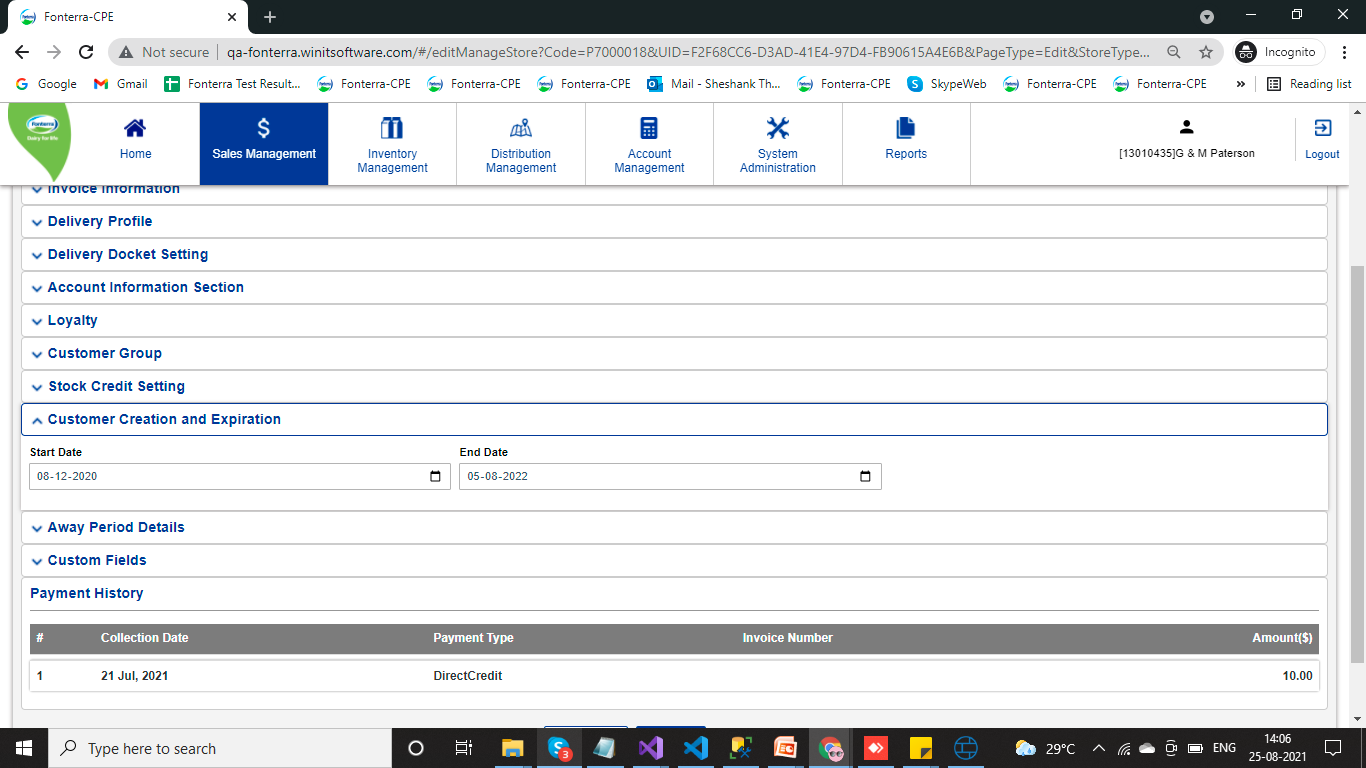 Fonterra-CPE
Not secure
qa-fonterra.winitsoftware.com/#/editManageStore?Code=P7000018&UID=F2F68CC6-D3AD-41E4-97D4-FB90615A4E6B&PageType=Edit&StoreType...
Incognito
Google
Gmail
Fonterra Test Result...
Fonterra-CPE
Fonterra-CPE
Fonterra-CPE
Mail - Sheshank Th...
Fonterra-CPE
SkypeWeb
Fonterra-CPE
Fonterra-CPE
»
Reading list
Fonterra
Dairy for life
Home
Sales Management
Inventory Management
Distribution Management
Account Management
System Administration
Reports
[13010435]G & M Paterson
Logout
Invoice Information
Delivery Profile
Delivery Docket Setting
Account Information Section
Loyalty
Customer Group
Stock Credit Setting
Customer Creation and Expiration
Start Date
End Date
08-12-2020
05-08-2022
Away Period Details
Custom Fields
Payment History
# Collection Date Payment Type Invoice Number Amount($)
1 21 Jul, 2021 DirectCredit 10.00
Type here to search
3
29°C
ENG
14:06
25-08-2021